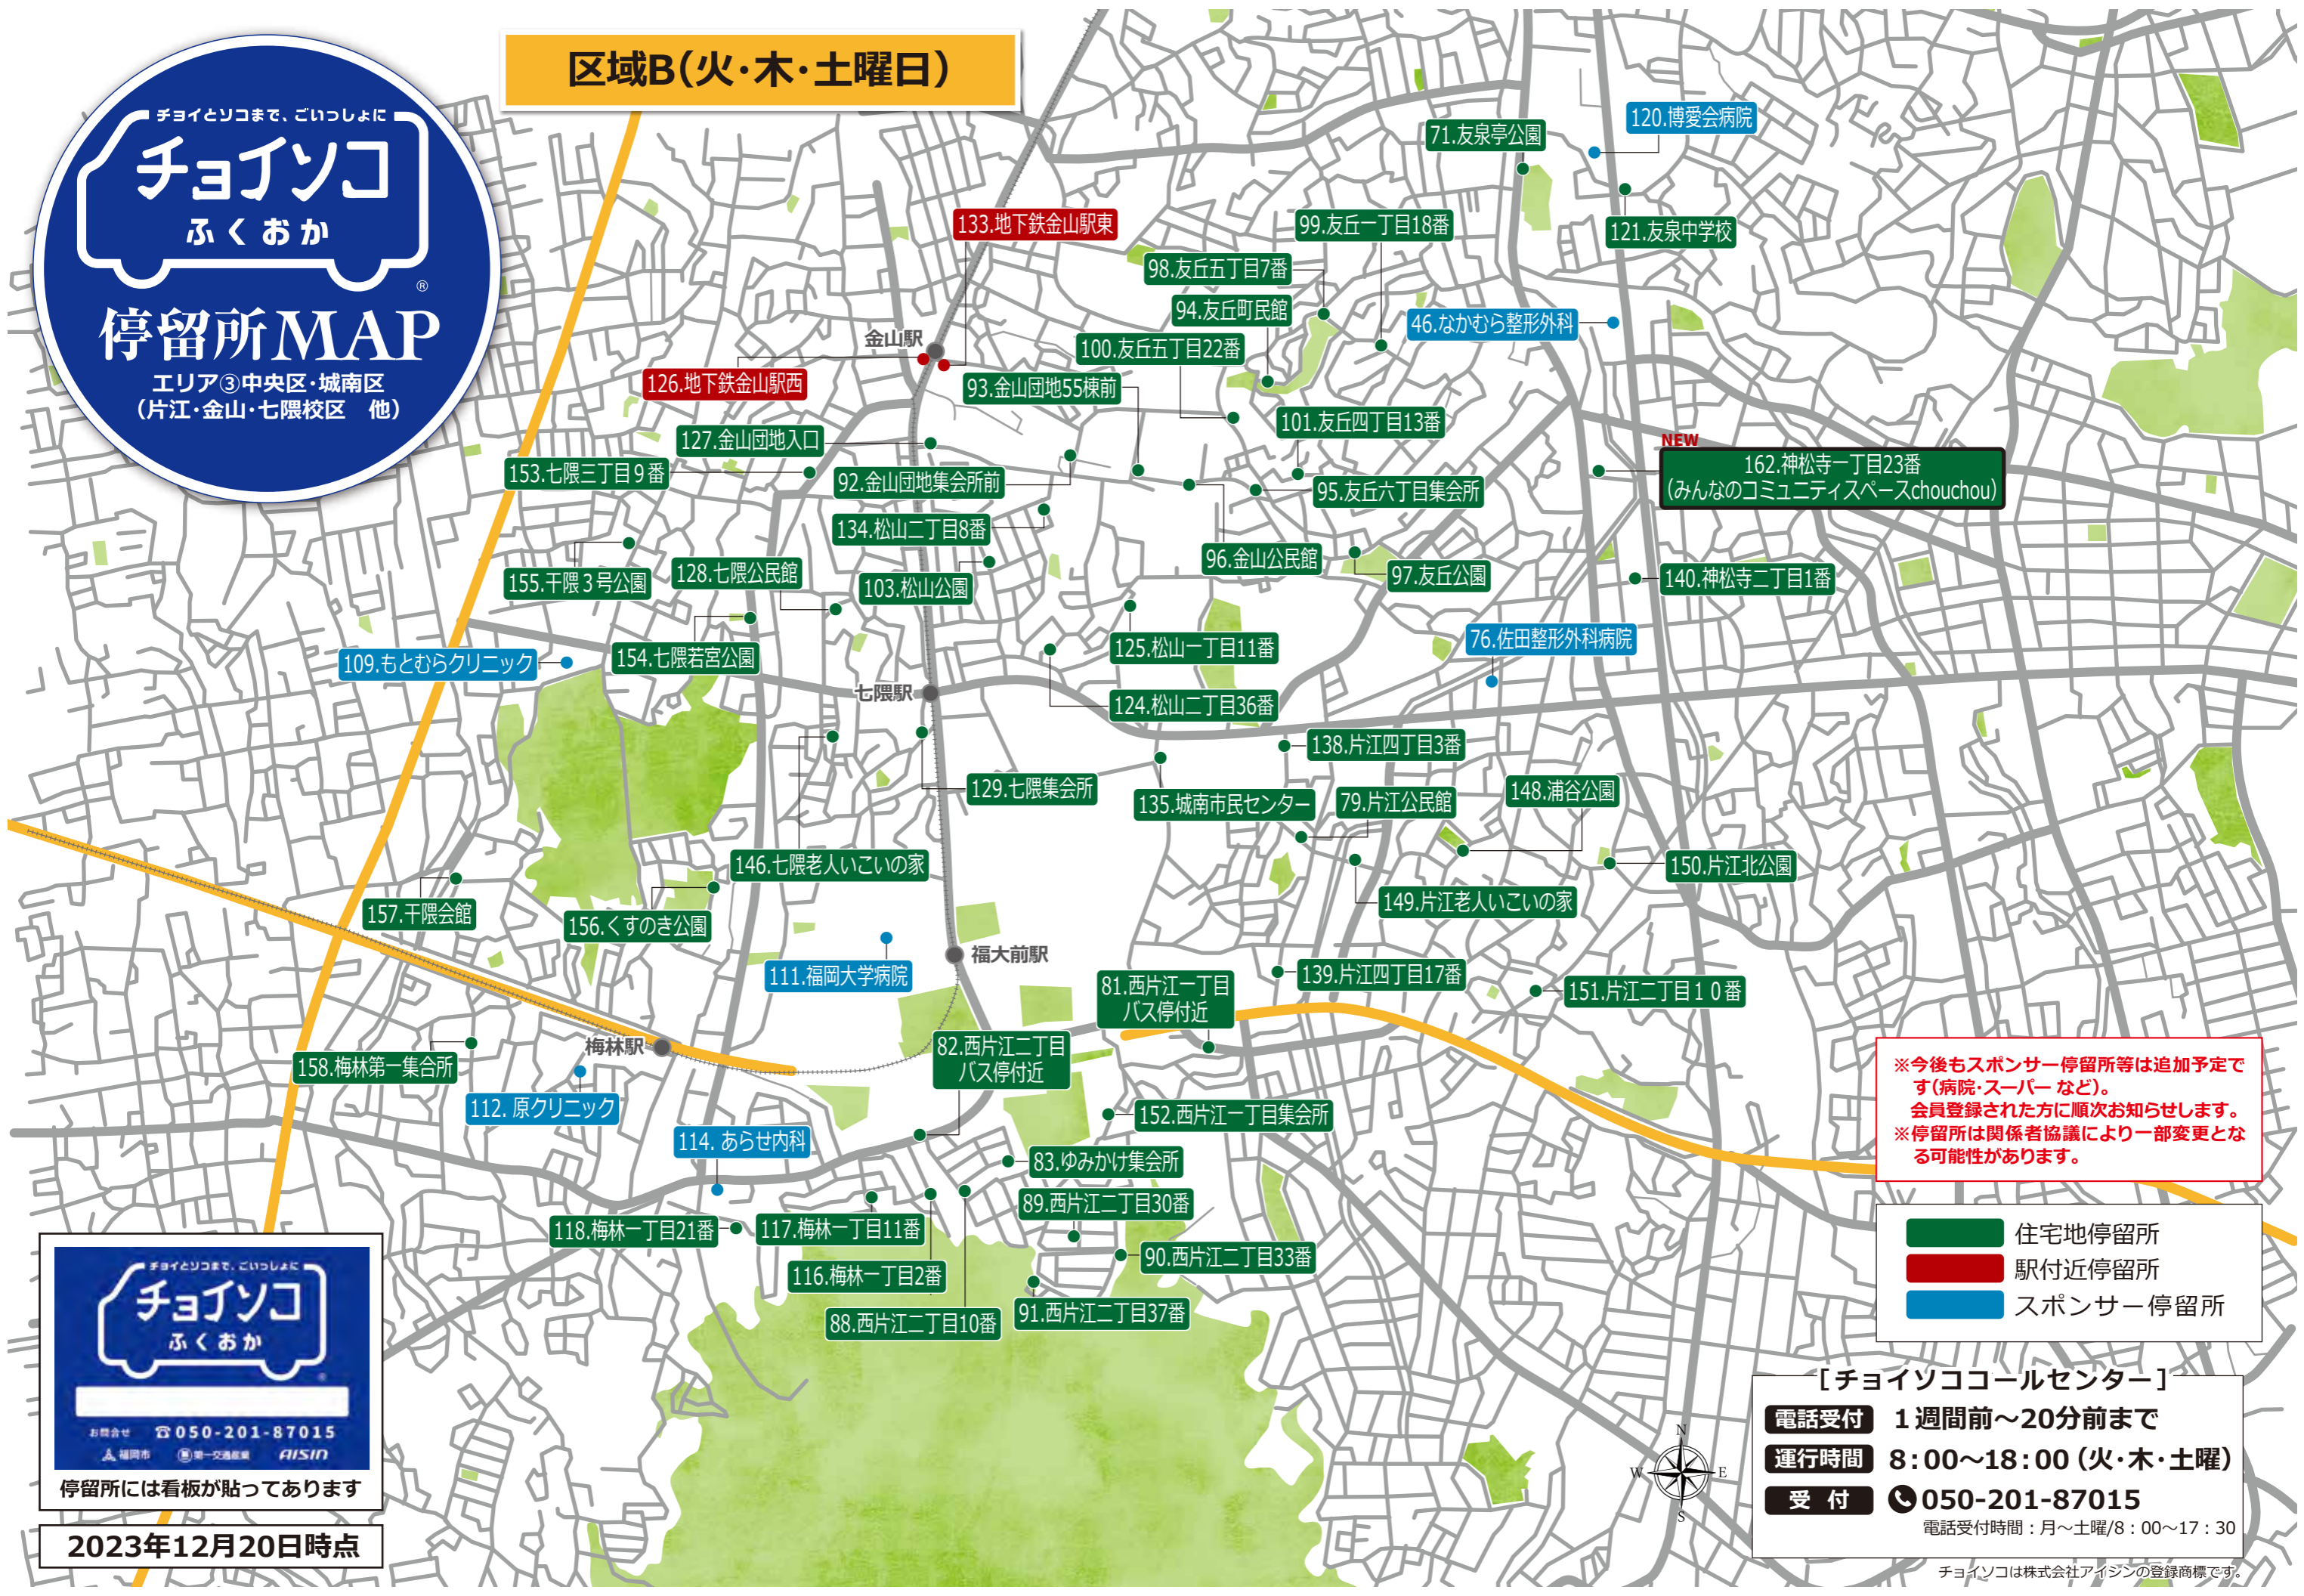 区域B(火・木・土曜日)
チョイとソコまで、ごいっしょに
チョイソコ
ふくおか
®
停留所MAP
エリア③中央区・城南区
(片江・金山・七隈校区　他)
120.博愛会病院
71.友泉亭公園
121.友泉中学校
133.地下鉄金山駅東
99.友丘一丁目18番
98.友丘五丁目7番
94.友丘町民館
46.なかむら整形外科
金山駅
100.友丘五丁目22番
126.地下鉄金山駅西
93.金山団地55棟前
101.友丘四丁目13番
127.金山団地入口
NEW
162.神松寺一丁目23番
(みんなのコミュニティスペースchouchou)
153.七隈三丁目9番
92.金山団地集会所前
95.友丘六丁目集会所
134.松山二丁目8番
96.金山公民館
155.干隈3号公園
128.七隈公民館
103.松山公園
97.友丘公園
140.神松寺二丁目1番
109.もとむらクリニック
154.七隈若宮公園
125.松山一丁目11番
76.佐田整形外科病院
七隈駅
124.松山二丁目36番
138.片江四丁目3番
129.七隈集会所
135.城南市民センター
79.片江公民館
148.浦谷公園
146.七隈老人いこいの家
150.片江北公園
157.干隈会館
156.くすのき公園
149.片江老人いこいの家
福大前駅
111.福岡大学病院
139.片江四丁目17番
81.西片江一丁目
バス停付近
151.片江二丁目10番
梅林駅
82.西片江二丁目
バス停付近
158.梅林第一集合所
112. 原クリニック
152.西片江一丁目集会所
114. あらせ内科
83.ゆみかけ集会所
89.西片江二丁目30番
118.梅林一丁目21番
117.梅林一丁目11番
90.西片江二丁目33番
116.梅林一丁目2番
91.西片江二丁目37番
88.西片江二丁目10番
※今後もスポンサー停留所等は追加予定で
す(病院・スーパー など)。
会員登録された方に順次お知らせします。
※停留所は関係者協議により一部変更とな
る可能性があります。
住宅地停留所
駅付近停留所
スポンサー停留所
チョイとソコまで、ごいっしょに
チョイソコ
ふくおか
®
お問合せ ☎050-201-87015
福岡市 第一交通産業 AISIN
停留所には看板が貼ってあります
2023年12月20日時点
N
W E
S
[チョイソココールセンター]
電話受付 1週間前〜20分前まで
運行時間 8:00〜18:00(火・木・土曜)
受 付 050-201-87015
電話受付時間：月〜土曜/8：00〜17：30
チョイソコは株式会社アイシンの登録商標です。